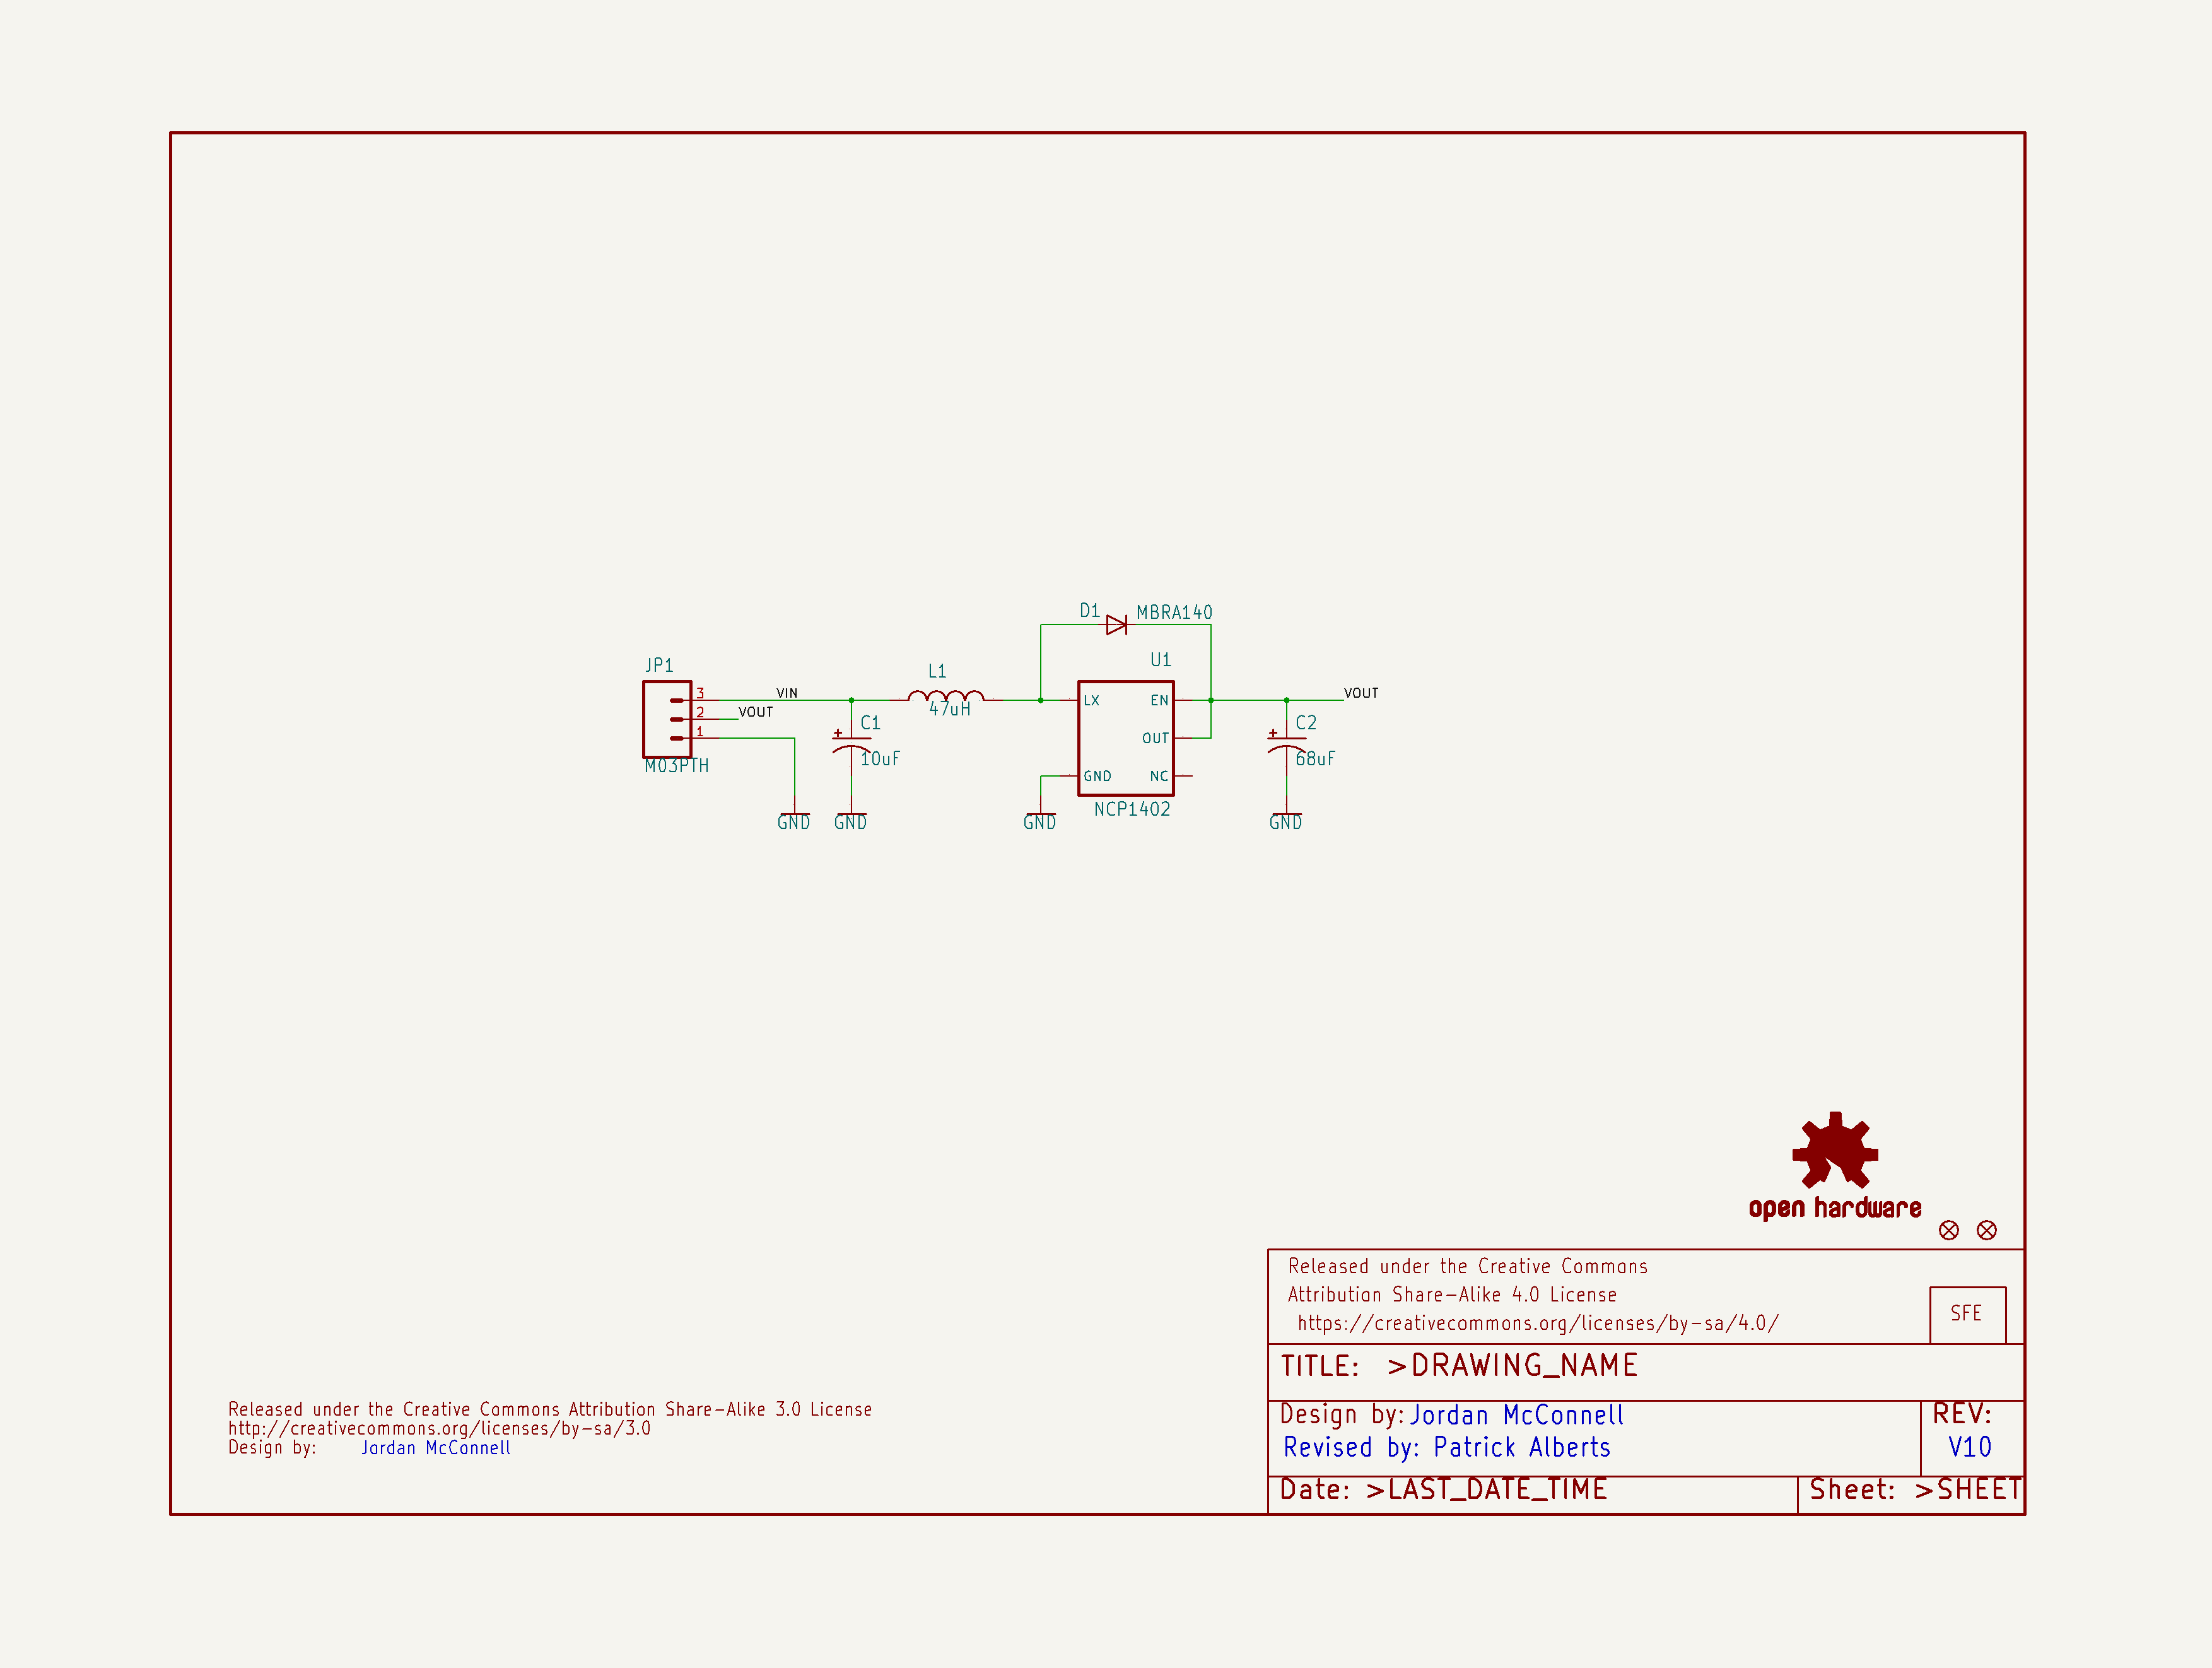 D1 MBRA140
U1
JP1
L1
3 VIN
LX EN VOUT
47uH
2 VOUT
C1 C2
1
OUT
10uF 68uF
M03PTH
GND NC
NCP1402
GND GND GND GND
open hardware
Released under the Creative Commons
Attribution Share-Alike 4.0 License
https://creativecommons.org/licenses/by-sa/4.0/
SFE
TITLE: >DRAWING_NAME
Design by: Jordan McConnell
REV:
Revised by: Patrick Alberts
V10
Date: >LAST_DATE_TIME
Sheet: >SHEET
Released under the Creative Commons Attribution Share-Alike 3.0 License
http://creativecommons.org/licenses/by-sa/3.0
Design by: Jordan McConnell